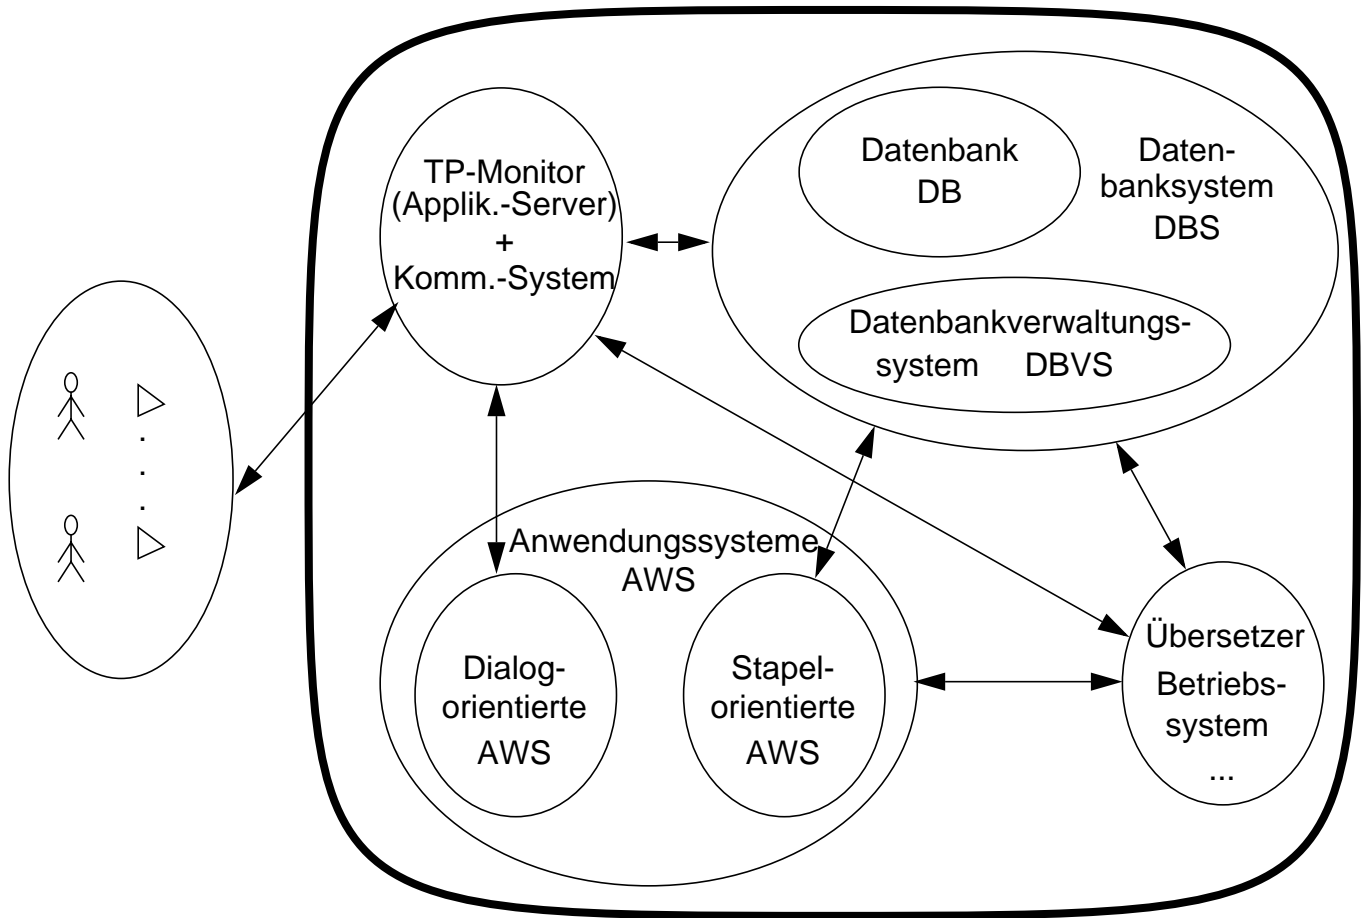 TP-Monitor
(Applik.-Server)
+
Komm.-System
Datenbank
DB
Daten-
banksystem
DBS
Datenbankverwaltungs-
system DBVS
Anwendungssysteme
AWS
Dialog-
orientierte
AWS
Stapel-
orientierte
AWS
Übersetzer
Betriebs-
system
...